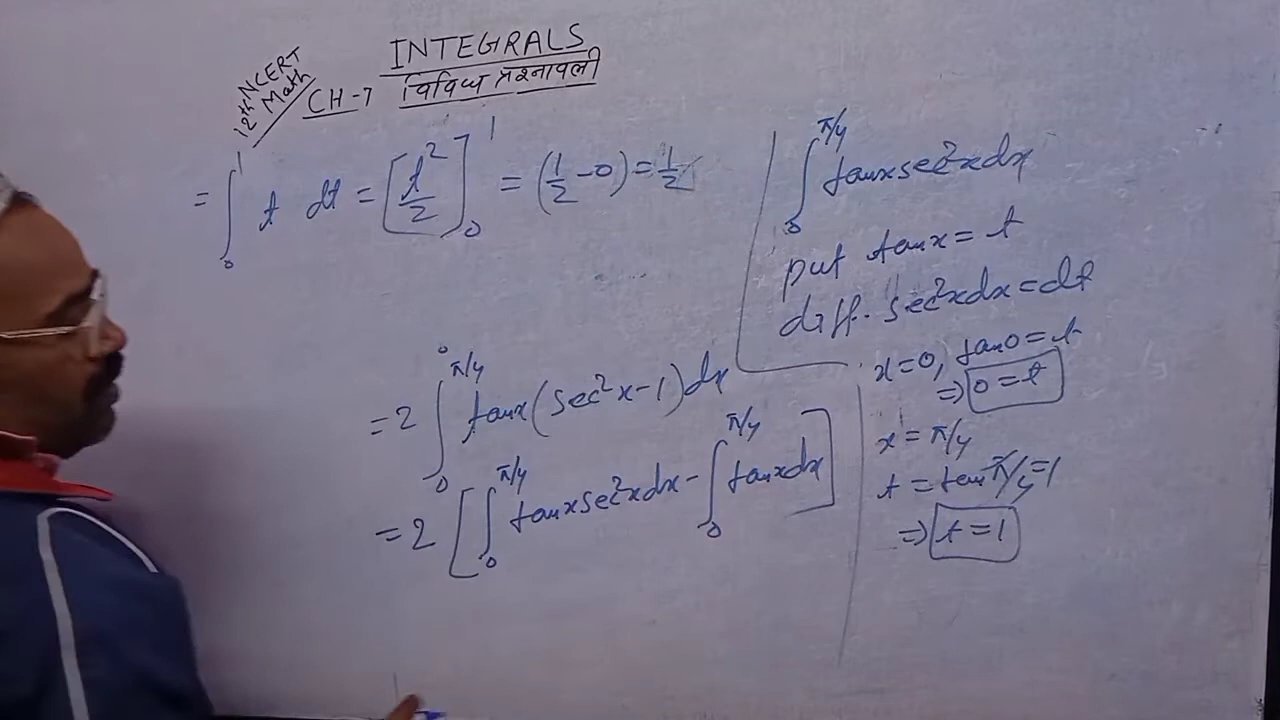 INTEGRALS
12th NCERT
Math
CH-7 विविध प्रश्नावली
= ∫₀¹ t dt = [t²/2]₀¹ = (1/2 - 0) = 1/2
∫₀^π/4 tanx sec²x dx
put tanx = t
diff. sec²x dx = dt
x=0, tan0 = t
⇒ 0 = t
x = π/4
t = tan π/4 = 1
⇒ t = 1
= 2 ∫₀^π/4 tanx (sec²x - 1) dx
= 2 [∫₀^π/4 tanx sec²x dx - ∫₀^π/4 tanx dx]